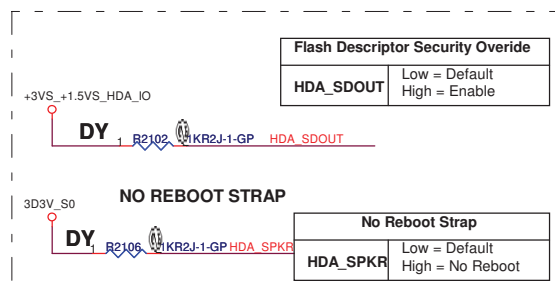 Flash Descriptor Security Overide
HDA_SDOUT
Low = Default
High = Enable
+3VS_+1.5VS_HDA_IO
DY 1 R2102 1KR2J-1-GP HDA_SDOUT
NO REBOOT STRAP
3D3V_S0
DY 1 R2106 1KR2J-1-GP HDA_SPKR
No Reboot Strap
HDA_SPKR
Low = Default
High = No Reboot